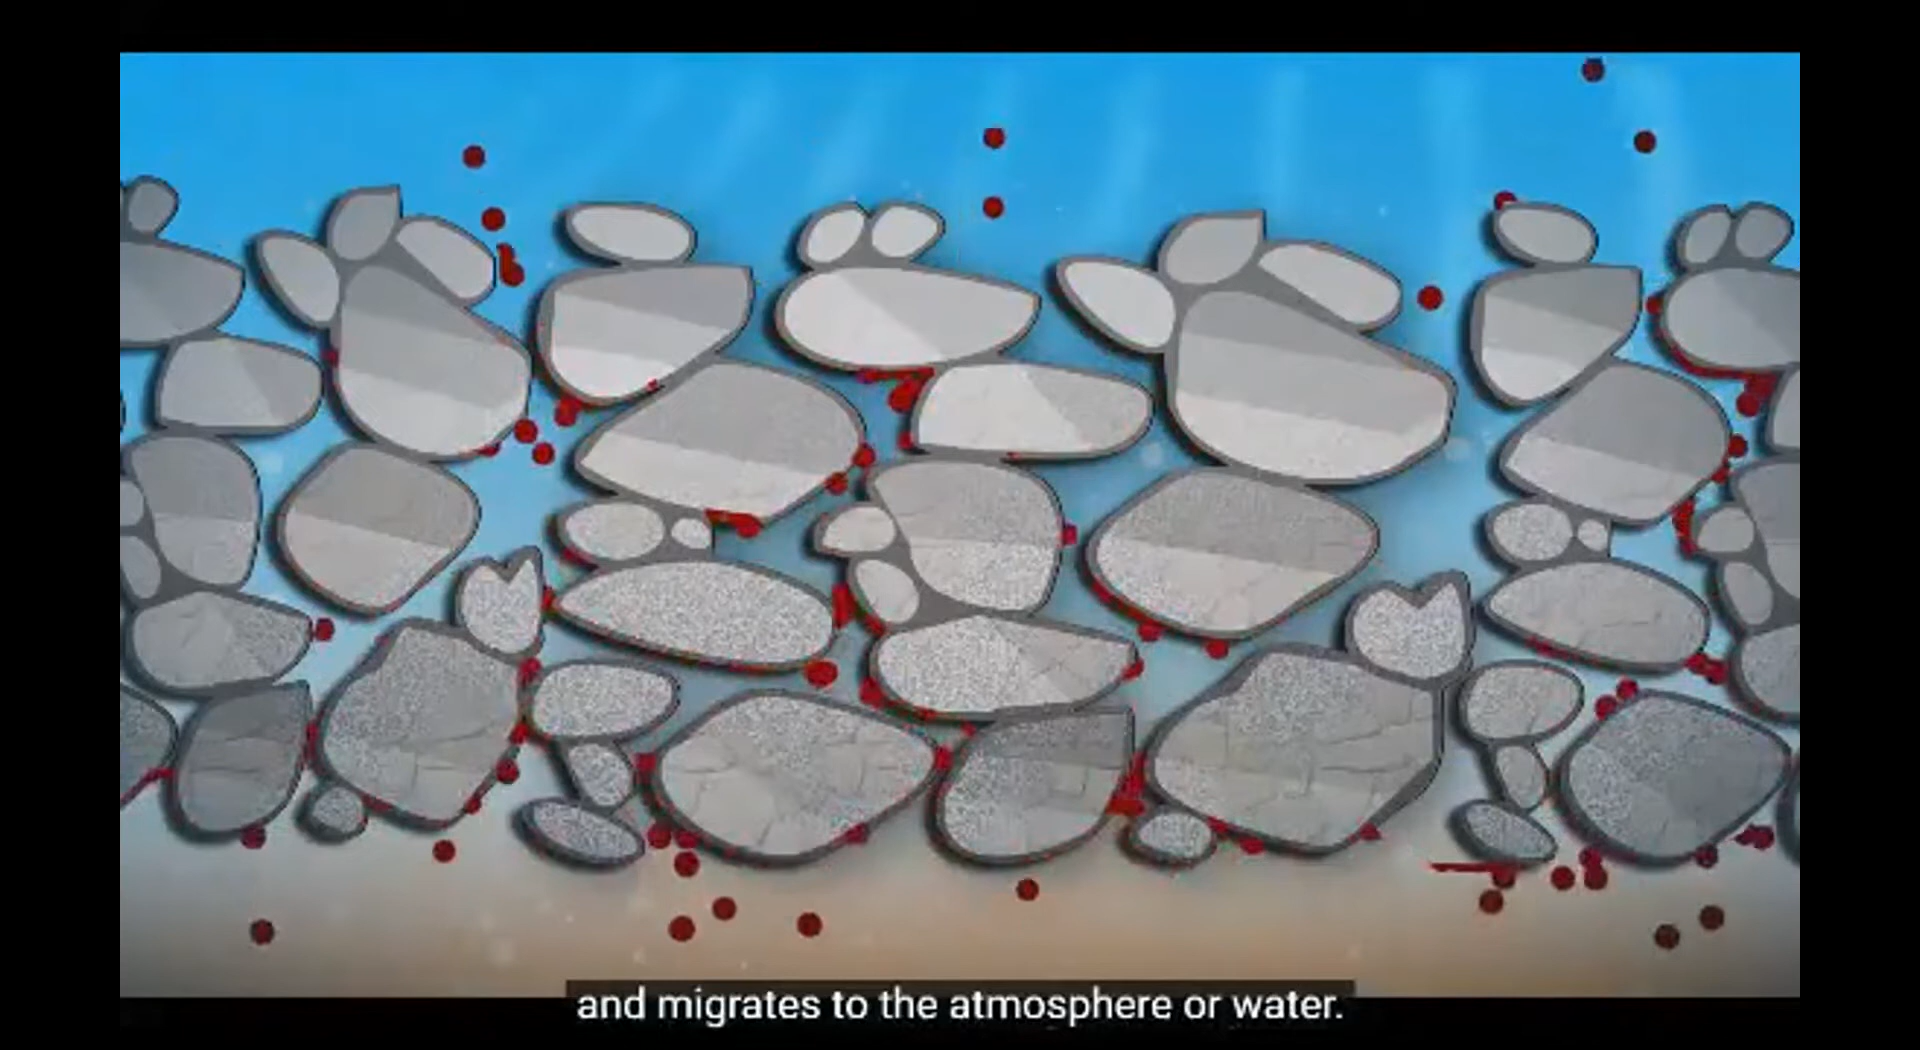 and migrates to the atmosphere or water.